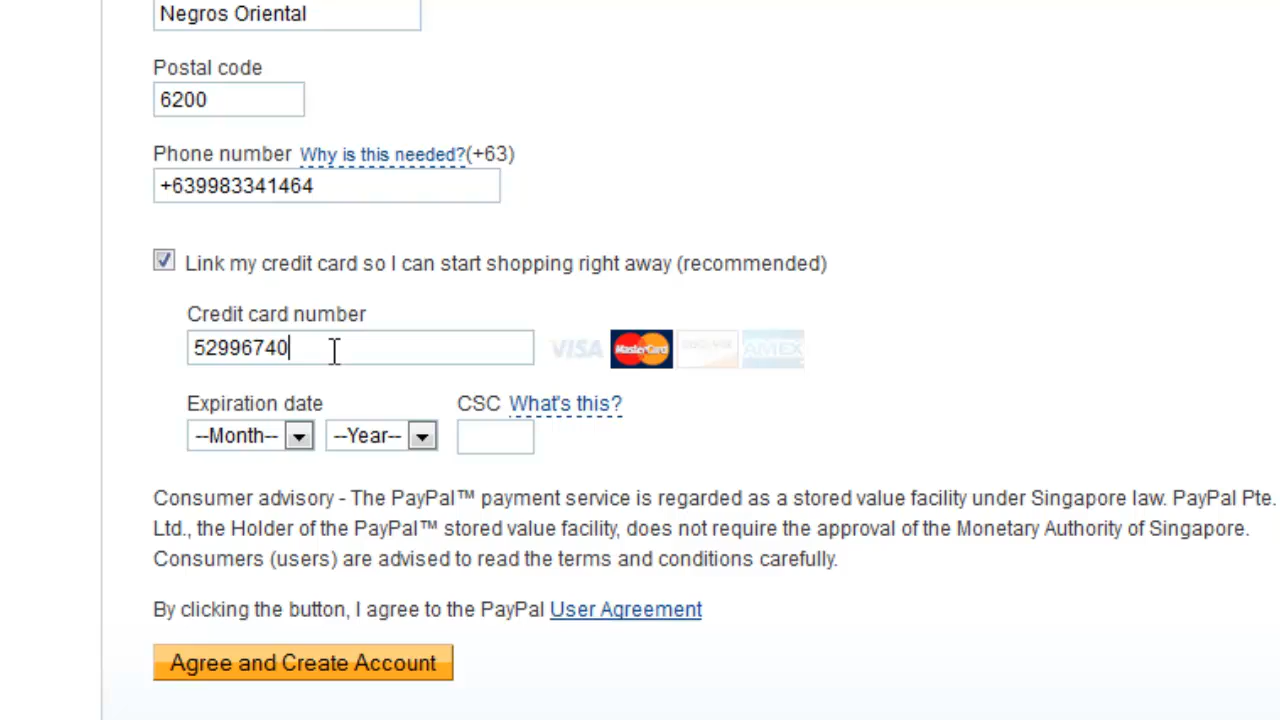 Negros Oriental
Postal code
6200
Phone number Why is this needed?(+63)
+639983341464
Link my credit card so I can start shopping right away (recommended)
Credit card number
52996740
VISA MasterCard DISCOVER AMEX
Expiration date CSC What's this?
--Month-- --Year--
Consumer advisory - The PayPal™ payment service is regarded as a stored value facility under Singapore law. PayPal Pte.
Ltd., the Holder of the PayPal™ stored value facility, does not require the approval of the Monetary Authority of Singapore.
Consumers (users) are advised to read the terms and conditions carefully.
By clicking the button, I agree to the PayPal User Agreement
Agree and Create Account